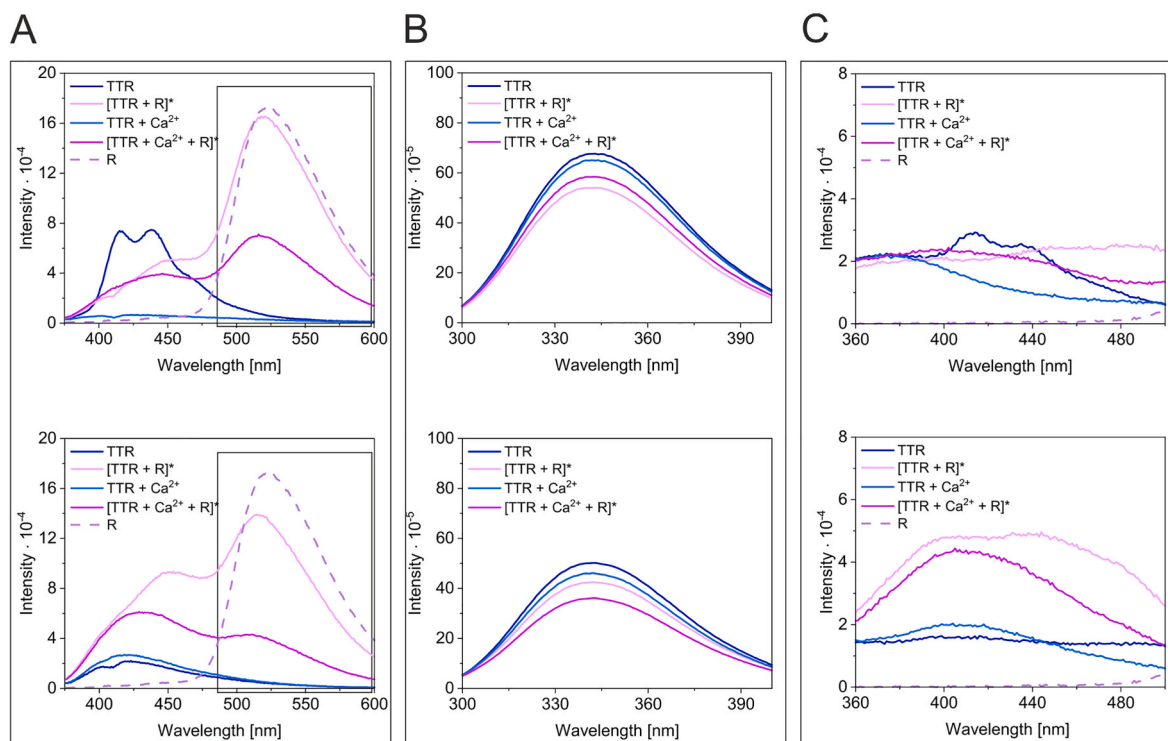 A
B
C
20
16
12
8
4
0
Intensity · 10⁻⁴
TTR
[TTR + R]*
TTR + Ca²⁺
[TTR + Ca²⁺ + R]*
R
400
450
500
550
600
Wavelength [nm]
100
80
60
40
20
0
Intensity · 10⁻⁵
TTR
[TTR + R]*
TTR + Ca²⁺
[TTR + Ca²⁺ + R]*
300
330
360
390
Wavelength [nm]
8
6
4
2
0
Intensity · 10⁻⁴
TTR
[TTR + R]*
TTR + Ca²⁺
[TTR + Ca²⁺ + R]*
R
360
400
440
480
Wavelength [nm]
20
16
12
8
4
0
Intensity · 10⁻⁴
TTR
[TTR + R]*
TTR + Ca²⁺
[TTR + Ca²⁺ + R]*
R
400
450
500
550
600
Wavelength [nm]
100
80
60
40
20
0
Intensity · 10⁻⁵
TTR
[TTR + R]*
TTR + Ca²⁺
[TTR + Ca²⁺ + R]*
300
330
360
390
Wavelength [nm]
8
6
4
2
0
Intensity · 10⁻⁴
TTR
[TTR + R]*
TTR + Ca²⁺
[TTR + Ca²⁺ + R]*
R
360
400
440
480
Wavelength [nm]